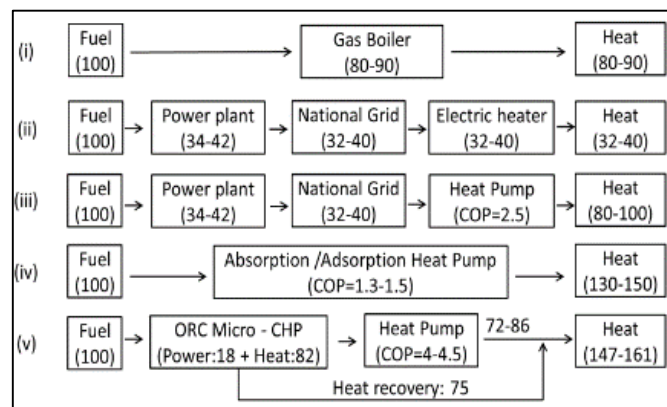 (i) Fuel (100) Gas Boiler (80-90) Heat (80-90)
(ii) Fuel (100) Power plant (34-42) National Grid (32-40) Electric heater (32-40) Heat (32-40)
(iii) Fuel (100) Power plant (34-42) National Grid (32-40) Heat Pump (COP=2.5) Heat (80-100)
(iv) Fuel (100) Absorption /Adsorption Heat Pump (COP=1.3-1.5) Heat (130-150)
(v) Fuel (100) ORC Micro - CHP (Power:18 + Heat:82) Heat Pump (COP=4-4.5) 72-86 Heat (147-161)
Heat recovery: 75